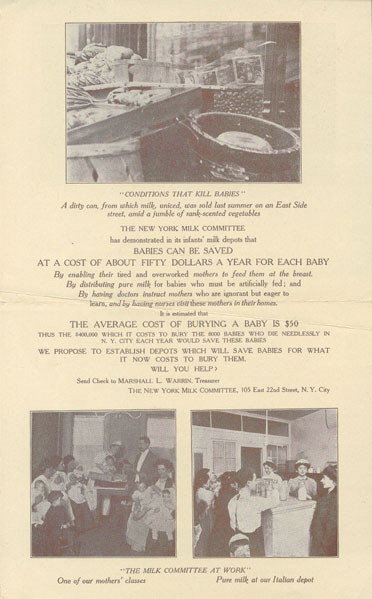 "CONDITIONS THAT KILL BABIES"
A dirty can, from which milk, uniced, was sold last summer on an East Side
street, amid a jumble of rank-scented vegetables
THE NEW YORK MILK COMMITTEE
has demonstrated in its infants' milk depots that
BABIES CAN BE SAVED
AT A COST OF ABOUT FIFTY DOLLARS A YEAR FOR EACH BABY
By enabling their tired and overworked mothers to feed them at the breast.
By distributing pure milk for babies who must be artificially fed; and
By having doctors instruct mothers who are ignorant but eager to
learn, and by having nurses visit these mothers in their homes.
It is estimated that
THE AVERAGE COST OF BURYING A BABY IS $50
THUS THE $400,000 WHICH IT COSTS TO BURY THE 8000 BABIES WHO DIE NEEDLESSLY IN
N. Y. CITY EACH YEAR WOULD SAVE THESE BABIES
WE PROPOSE TO ESTABLISH DEPOTS WHICH WILL SAVE BABIES FOR WHAT
IT NOW COSTS TO BURY THEM.
WILL YOU HELP?
Send Check to MARSHALL L. WARRIN, Treasurer
THE NEW YORK MILK COMMITTEE, 105 East 22nd Street, N. Y. City
"THE MILK COMMITTEE AT WORK"
One of our mothers' classes
Pure milk at our Italian depot